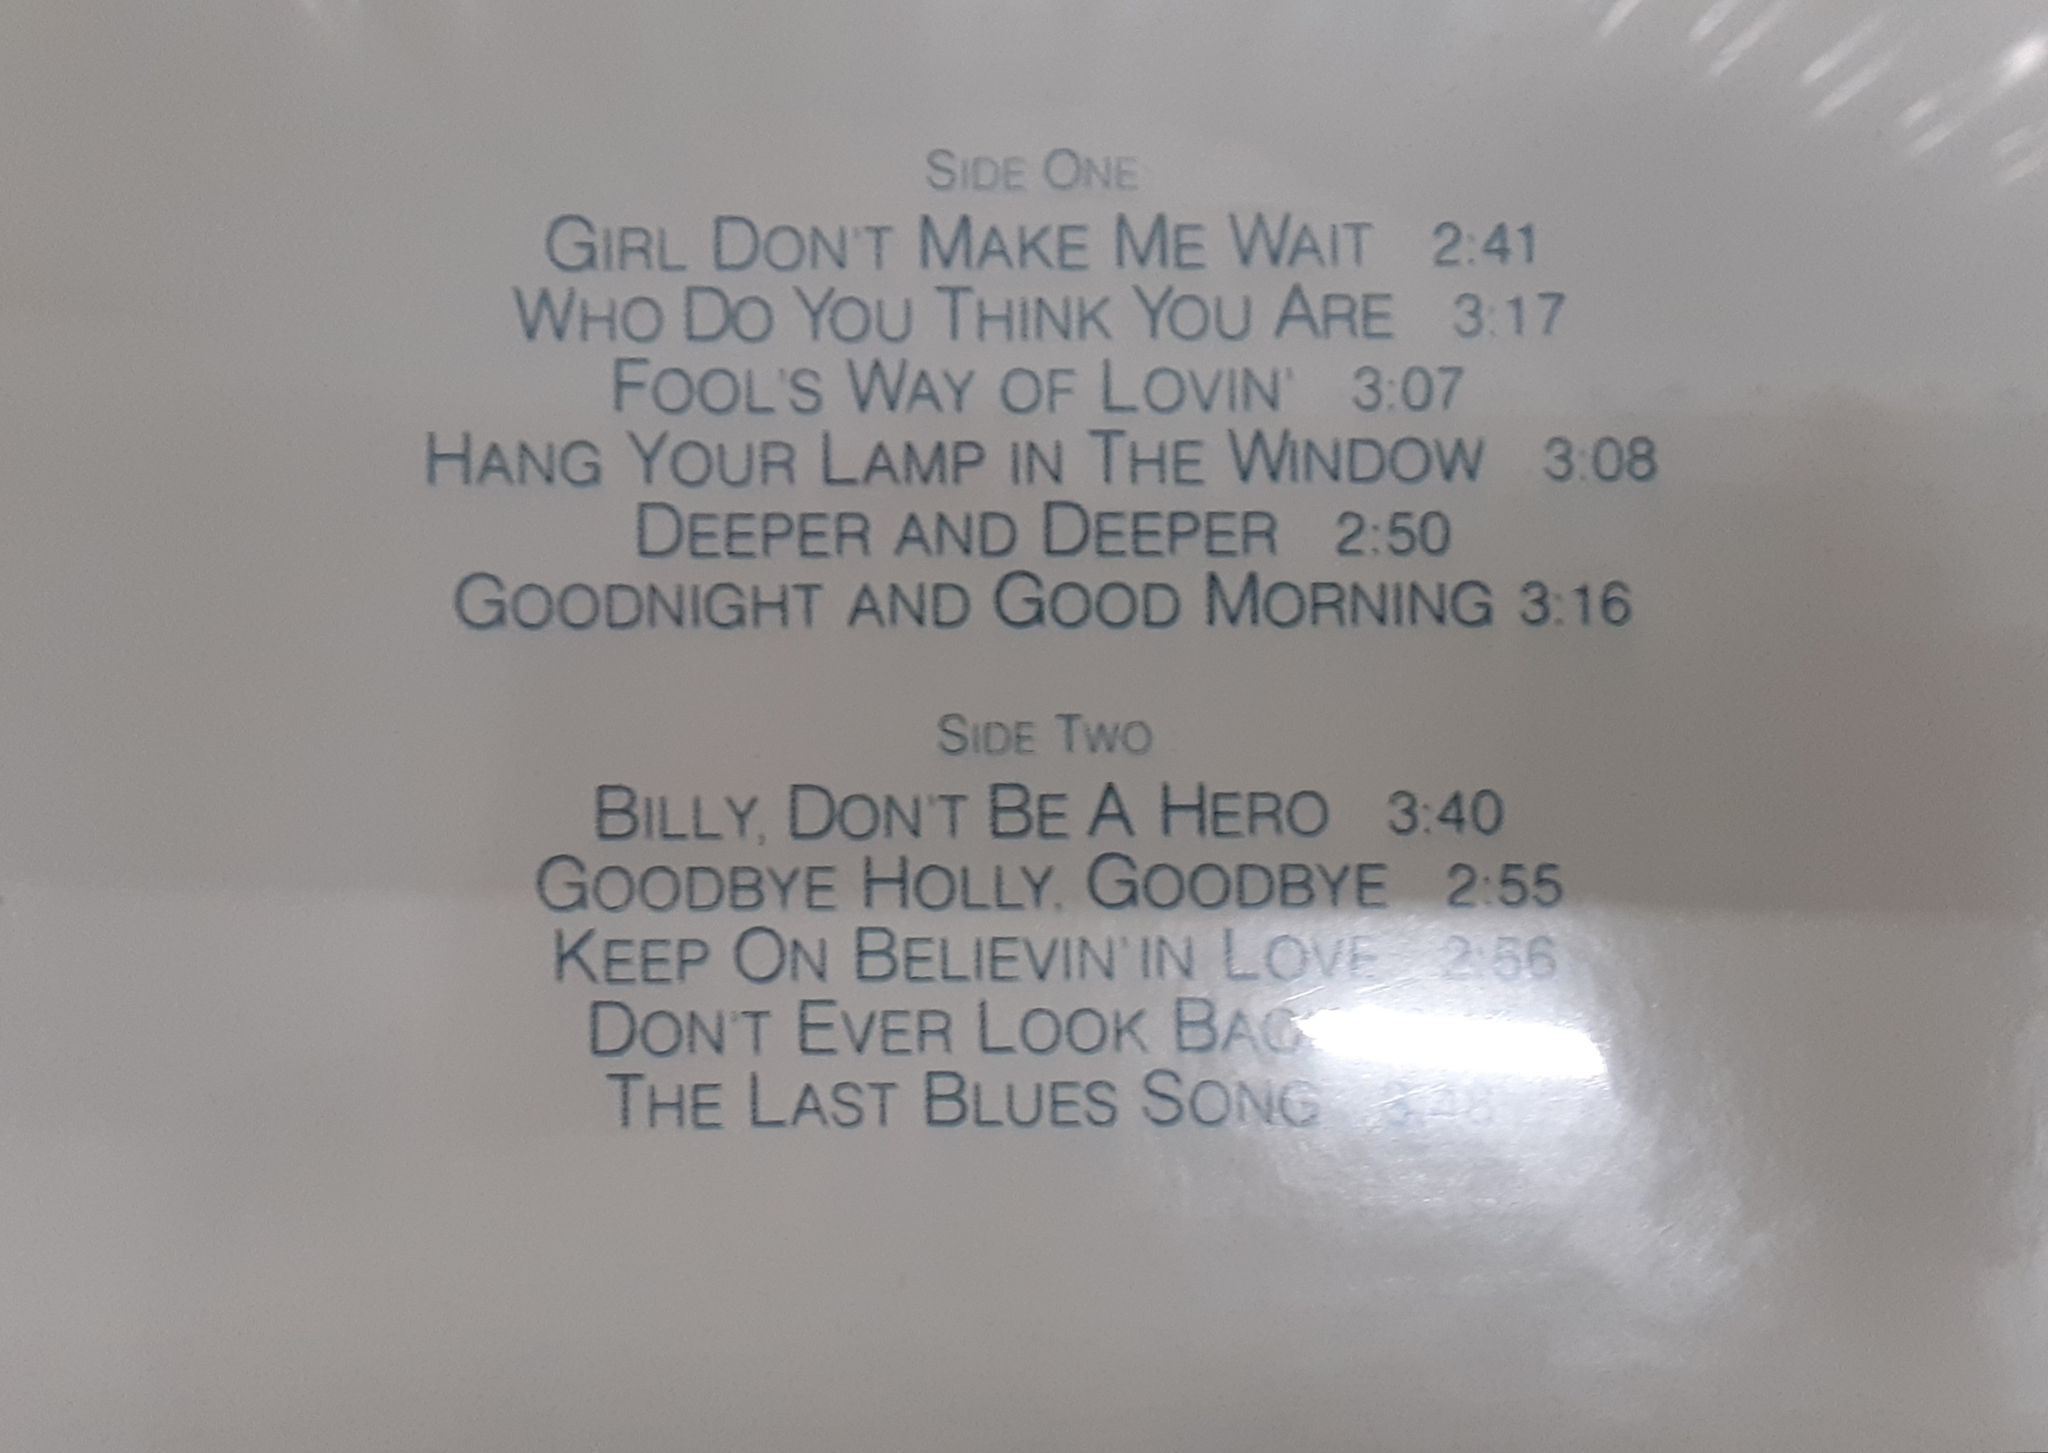 Side One
Girl Don't Make Me Wait 2:41
Who Do You Think You Are 3:17
Fool's Way of Lovin' 3:07
Hang Your Lamp in The Window 3:08
Deeper and Deeper 2:50
Goodnight and Good Morning 3:16
Side Two
Billy, Don't Be A Hero 3:40
Goodbye Holly, Goodbye 2:55
Keep On Believin' in Love 2:56
Don't Ever Look
The Last Blues Song